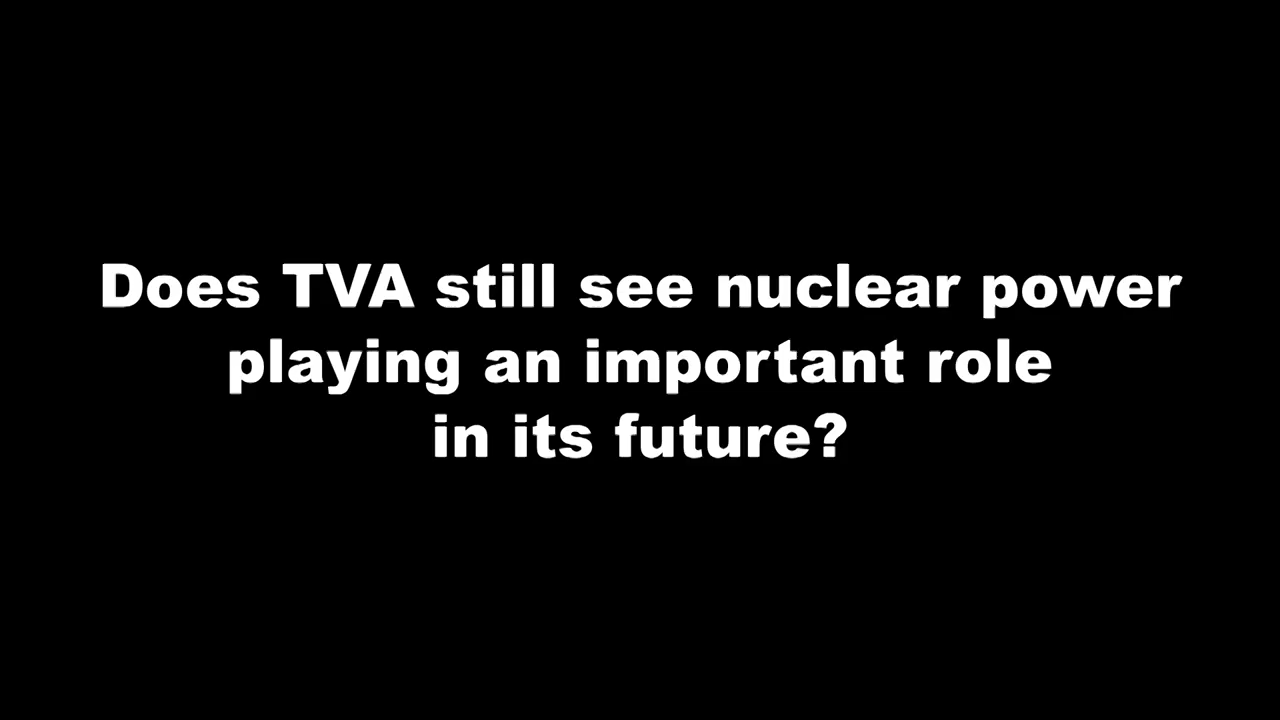 Does TVA still see nuclear power
playing an important role
in its future?